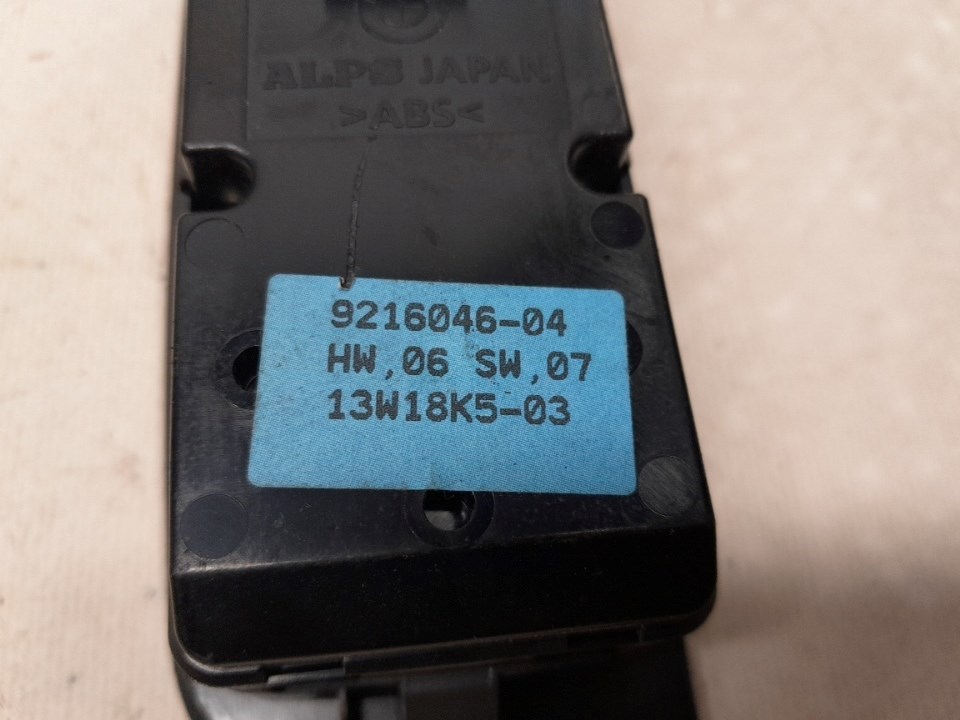 ALPS JAPAN
>ABS<
9216046-04
HW,06 SW,07
13W18K5-03